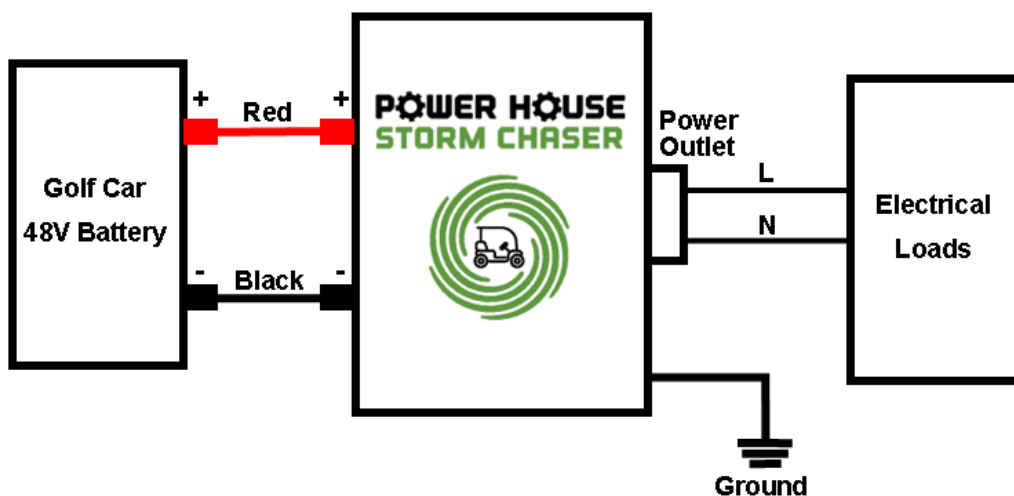 +
Red
+
POWER HOUSE
STORM CHASER
Power
Outlet
L
N
Golf Car
48V Battery
Electrical
Loads
-
Black
-
Ground